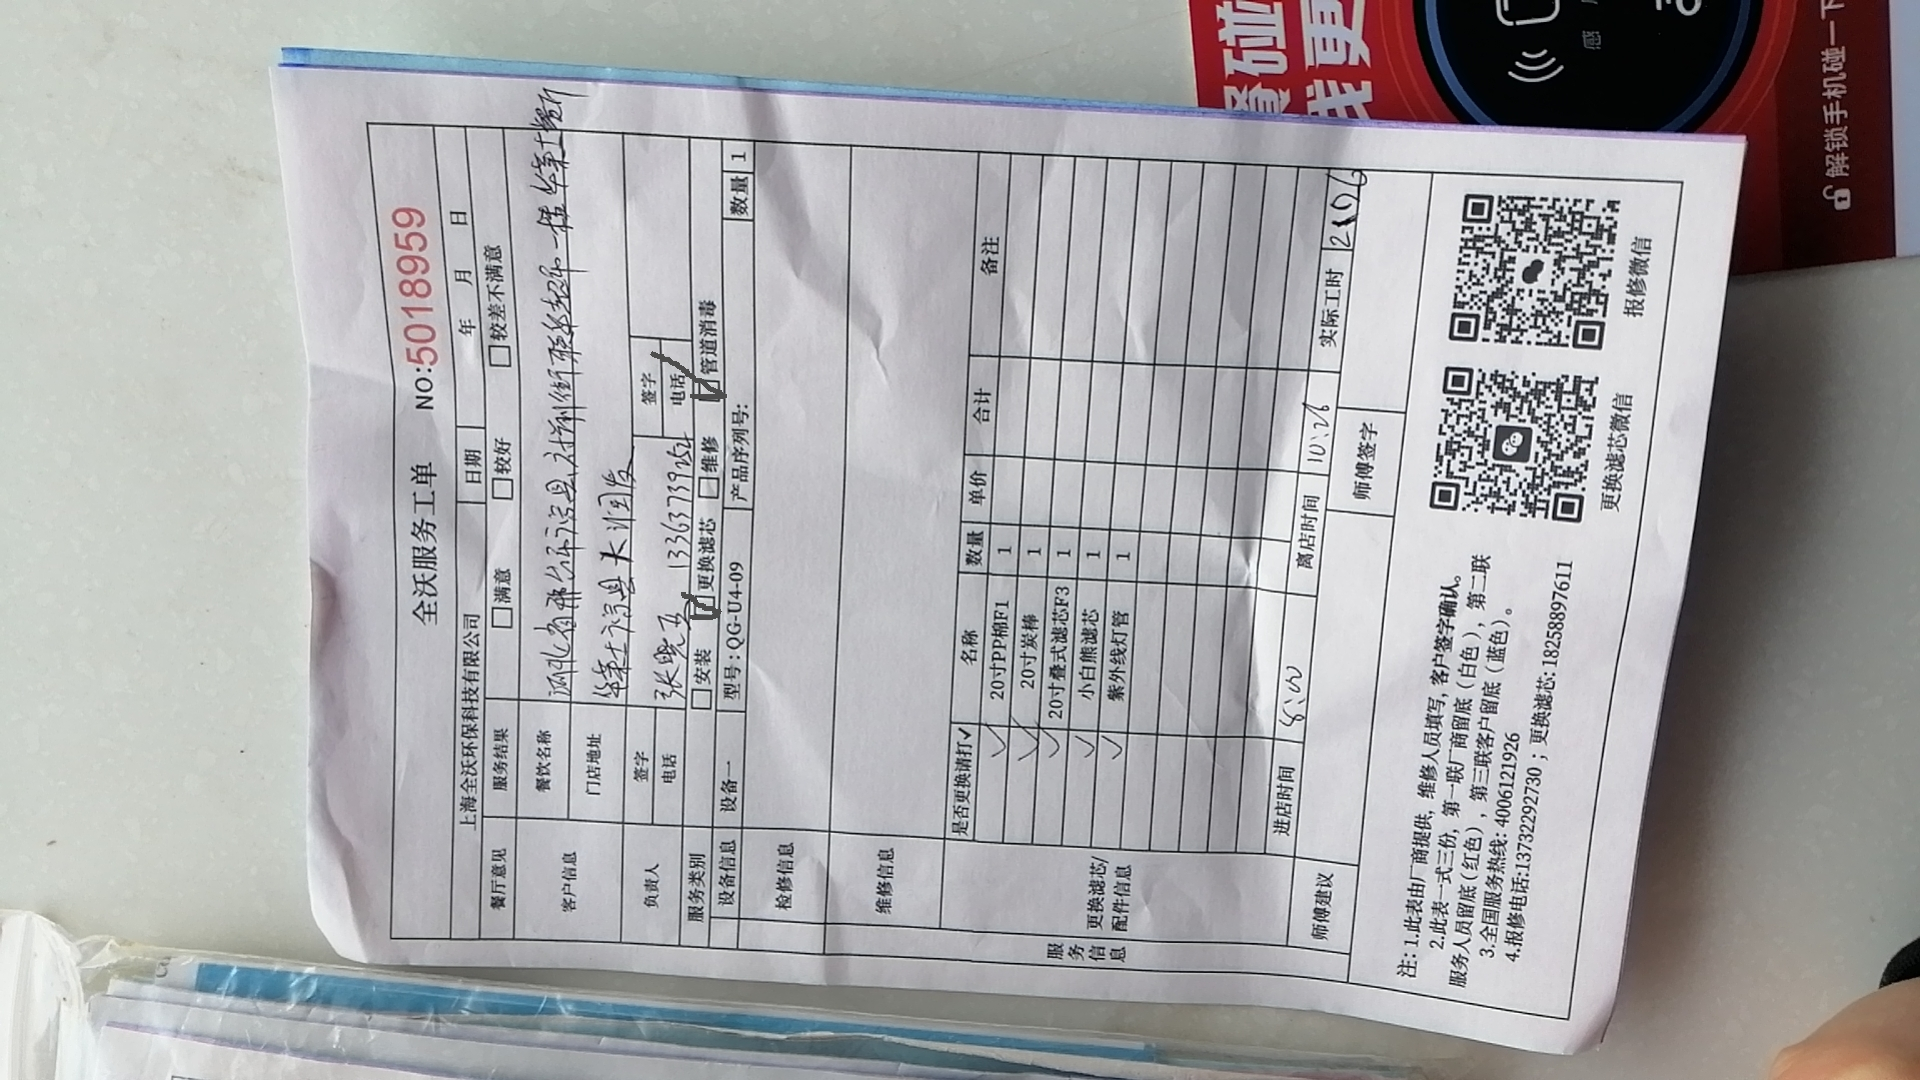 全沃服务工单
NO:5018959
上海全沃环保科技有限公司 日期 年 月 日
餐厅意见 服务结果 满意 较好 较差不满意
客户信息 餐饮名称
门店地址 大润发
负责人 签字 张晓 签字
电话 13363739252 电话
服务类别 安装 更换滤芯 维修 管道消毒
设备信息 设备一 型号:QG-U4-09 产品序列号: 数量 1
检修信息
维修信息
服务信息
更换滤芯/配件信息
是否更换请打✓ 名称 数量 单价 合计 备注
✓ 20寸PP棉F1 1
✓ 20寸炭棒 1
✓ 20寸叠式滤芯F3 1
✓ 小白熊滤芯 1
✓ 紫外线灯管 1
进店时间 8:00 离店时间 10:26 实际工时
师傅建议 师傅签字
注: 1.此表由厂商提供, 维修人员填写, 客户签字确认。
2.此表一式三份, 第一联厂商留底（白色）, 第二联
服务人员留底（红色）, 第三联客户留底（蓝色）。
3.全国服务热线: 4006121926
4.报修电话:13732292730 ; 更换滤芯: 18258897611
更换滤芯微信
报修微信
解锁手机碰一下